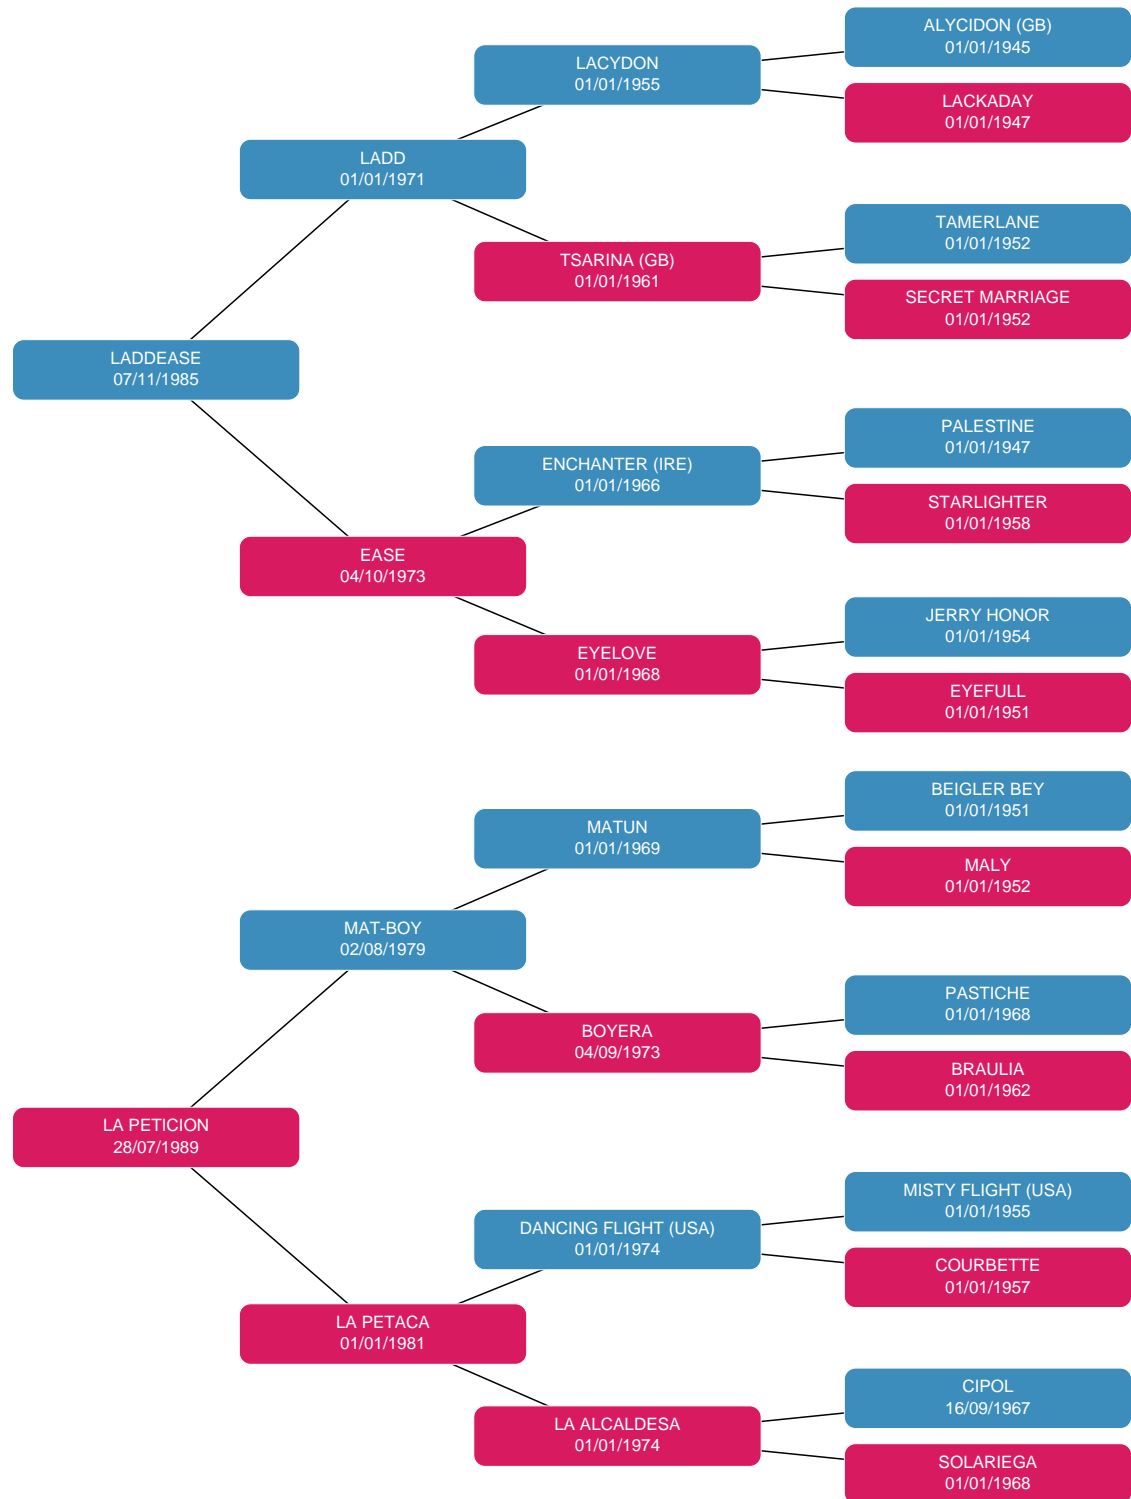 ALYCIDON (GB)
01/01/1945
LACYDON
01/01/1955
LACKADAY
01/01/1947
LADD
01/01/1971
TAMERLANE
01/01/1952
TSARINA (GB)
01/01/1961
SECRET MARRIAGE
01/01/1952
LADDEASE
07/11/1985
PALESTINE
01/01/1947
ENCHANTER (IRE)
01/01/1966
STARLIGHTER
01/01/1958
EASE
04/10/1973
JERRY HONOR
01/01/1954
EYELOVE
01/01/1968
EYEFULL
01/01/1951
BEIGLER BEY
01/01/1951
MATUN
01/01/1969
MALY
01/01/1952
MAT-BOY
02/08/1979
PASTICHE
01/01/1968
BOYERA
04/09/1973
BRAULIA
01/01/1962
LA PETICION
28/07/1989
MISTY FLIGHT (USA)
01/01/1955
DANCING FLIGHT (USA)
01/01/1974
COURBETTE
01/01/1957
LA PETACA
01/01/1981
CIPOL
16/09/1967
LA ALCALDESA
01/01/1974
SOLARIEGA
01/01/1968